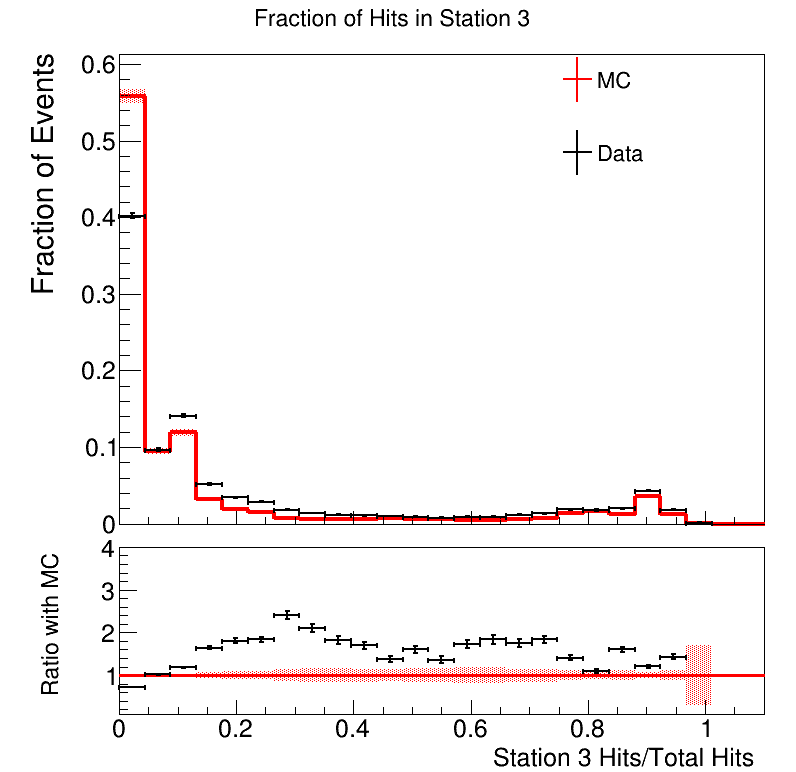 Fraction of Hits in Station 3
Fraction of Events
0.6
0.5
0.4
0.3
0.2
0.1
0
MC
Data
Ratio with MC
4
3
2
1
0
0.2
0.4
0.6
0.8
1
Station 3 Hits/Total Hits